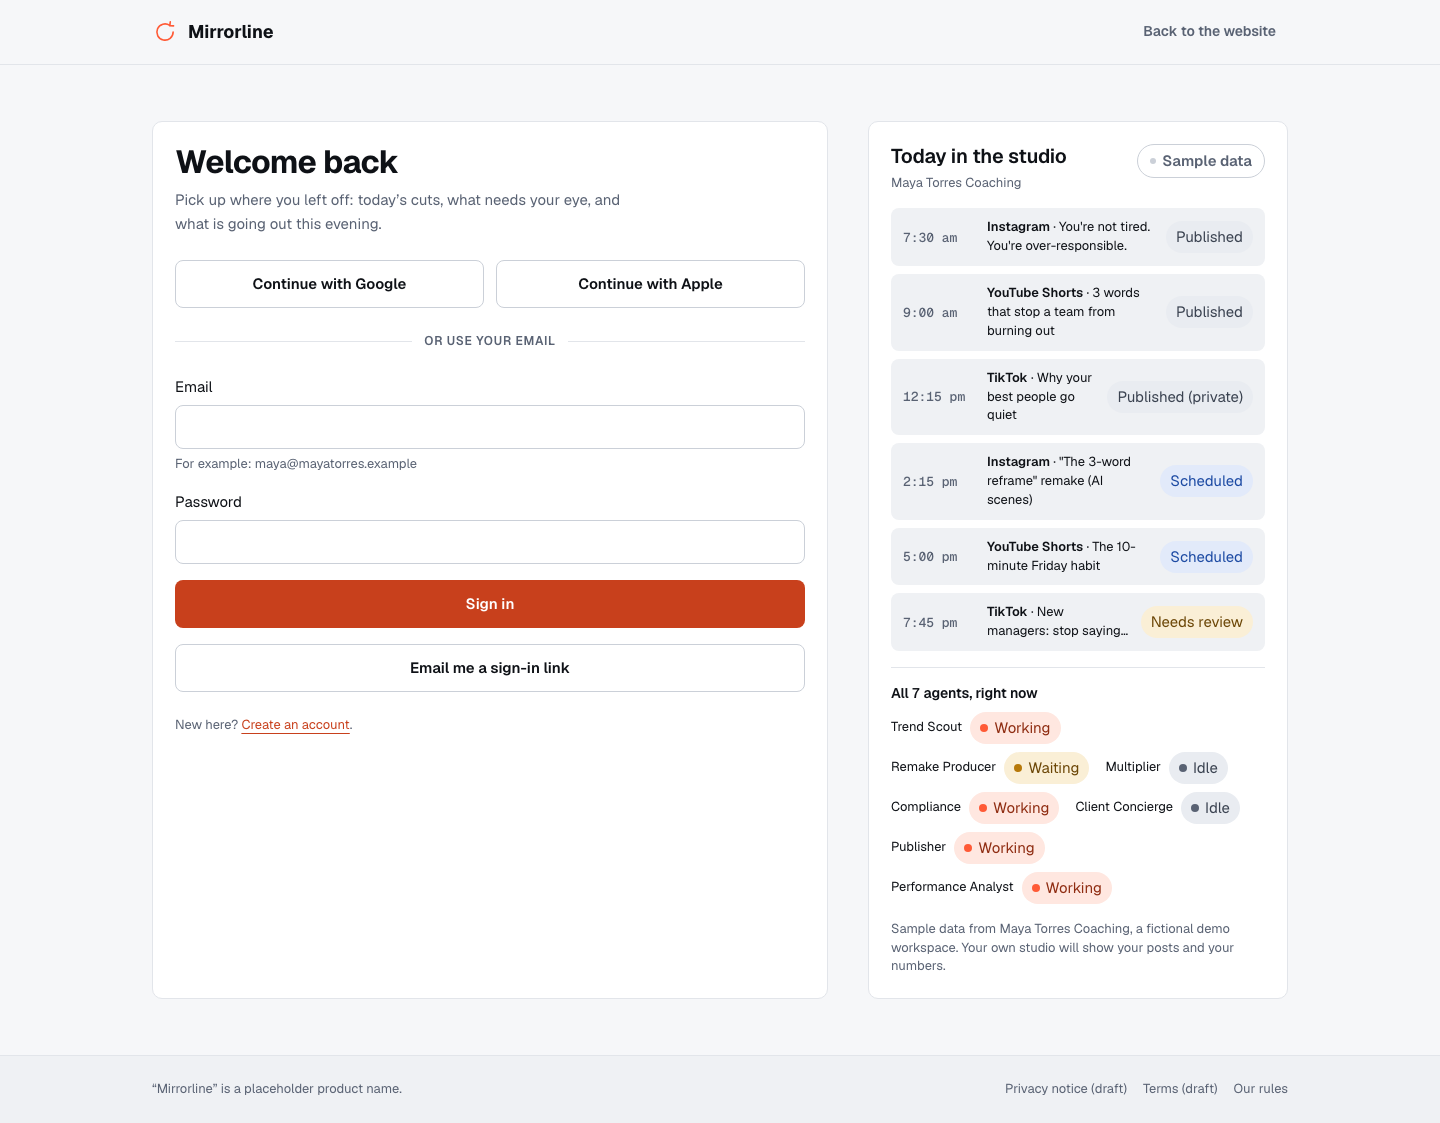 Mirrorline
Back to the website
Welcome back
Pick up where you left off: today’s cuts, what needs your eye, and
what is going out this evening.
Continue with Google
Continue with Apple
OR USE YOUR EMAIL
Email
For example: maya@mayatorres.example
Password
Sign in
Email me a sign-in link
New here? Create an account.
Today in the studio
Sample data
Maya Torres Coaching
7:30 am
Instagram · You're not tired.
You're over-responsible.
Published
9:00 am
YouTube Shorts · 3 words
that stop a team from
burning out
Published
12:15 pm
TikTok · Why your
best people go
quiet
Published (private)
2:15 pm
Instagram · "The 3-word
reframe" remake (AI
scenes)
Scheduled
5:00 pm
YouTube Shorts · The 10-
minute Friday habit
Scheduled
7:45 pm
TikTok · New
managers: stop saying…
Needs review
All 7 agents, right now
Trend Scout Working
Remake Producer Waiting Multiplier Idle
Compliance Working Client Concierge Idle
Publisher Working
Performance Analyst Working
Sample data from Maya Torres Coaching, a fictional demo
workspace. Your own studio will show your posts and your
numbers.
“Mirrorline” is a placeholder product name.
Privacy notice (draft) Terms (draft) Our rules